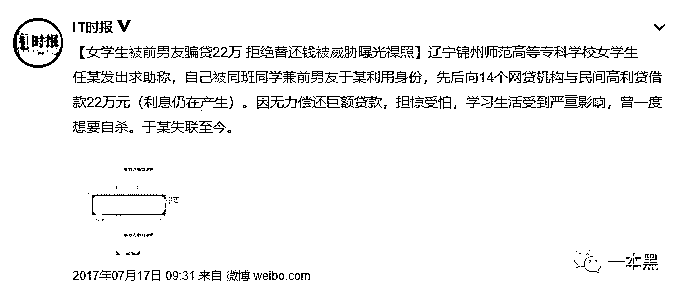 IT时报 V
时报
【女学生被前男友骗贷22万 拒绝替还钱被威胁曝光裸照】辽宁锦州师范高等专科学校女学生
任某发出求助称，自己被同班同学兼前男友于某利用身份，先后向14个网贷机构与民间高利贷借
款22万元（利息仍在产生）。因无力偿还巨额贷款，担惊受怕，学习生活受到严重影响，曾一度
想要自杀。于某失联至今。
2017年07月17日 09:31 来自 微博 weibo.com
一本黑